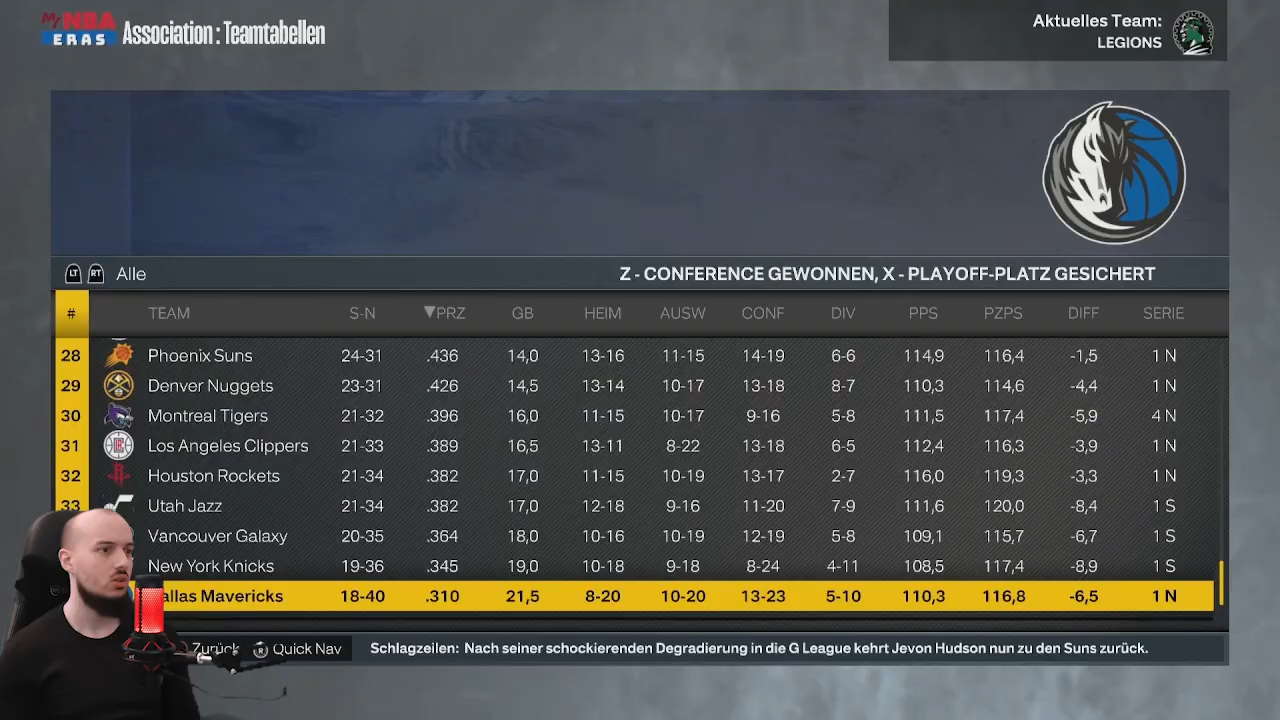 My NBA
ERAS
Association : Teamtabellen
Aktuelles Team:
LEGIONS
LT RT Alle
Z - CONFERENCE GEWONNEN, X - PLAYOFF-PLATZ GESICHERT
# TEAM S-N ▼PRZ GB HEIM AUSW CONF DIV PPS PZPS DIFF SERIE
28 Phoenix Suns 24-31 .436 14,0 13-16 11-15 14-19 6-6 114,9 116,4 -1,5 1 N
29 Denver Nuggets 23-31 .426 14,5 13-14 10-17 13-18 8-7 110,3 114,6 -4,4 1 N
30 Montreal Tigers 21-32 .396 16,0 11-15 10-17 9-16 5-8 111,5 117,4 -5,9 4 N
31 Los Angeles Clippers 21-33 .389 16,5 13-11 8-22 13-18 6-5 112,4 116,3 -3,9 1 N
32 Houston Rockets 21-34 .382 17,0 11-15 10-19 13-17 2-7 116,0 119,3 -3,3 1 N
33 Utah Jazz 21-34 .382 17,0 12-18 9-16 11-20 7-9 111,6 120,0 -8,4 1 S
Vancouver Galaxy 20-35 .364 18,0 10-16 10-19 12-19 5-8 109,1 115,7 -6,7 1 S
New York Knicks 19-36 .345 19,0 10-18 9-18 8-24 4-11 108,5 117,4 -8,9 1 S
allas Mavericks 18-40 .310 21,5 8-20 10-20 13-23 5-10 110,3 116,8 -6,5 1 N
Zurück R Quick Nav
Schlagzeilen: Nach seiner schockierenden Degradierung in die G League kehrt Jevon Hudson nun zu den Suns zurück.